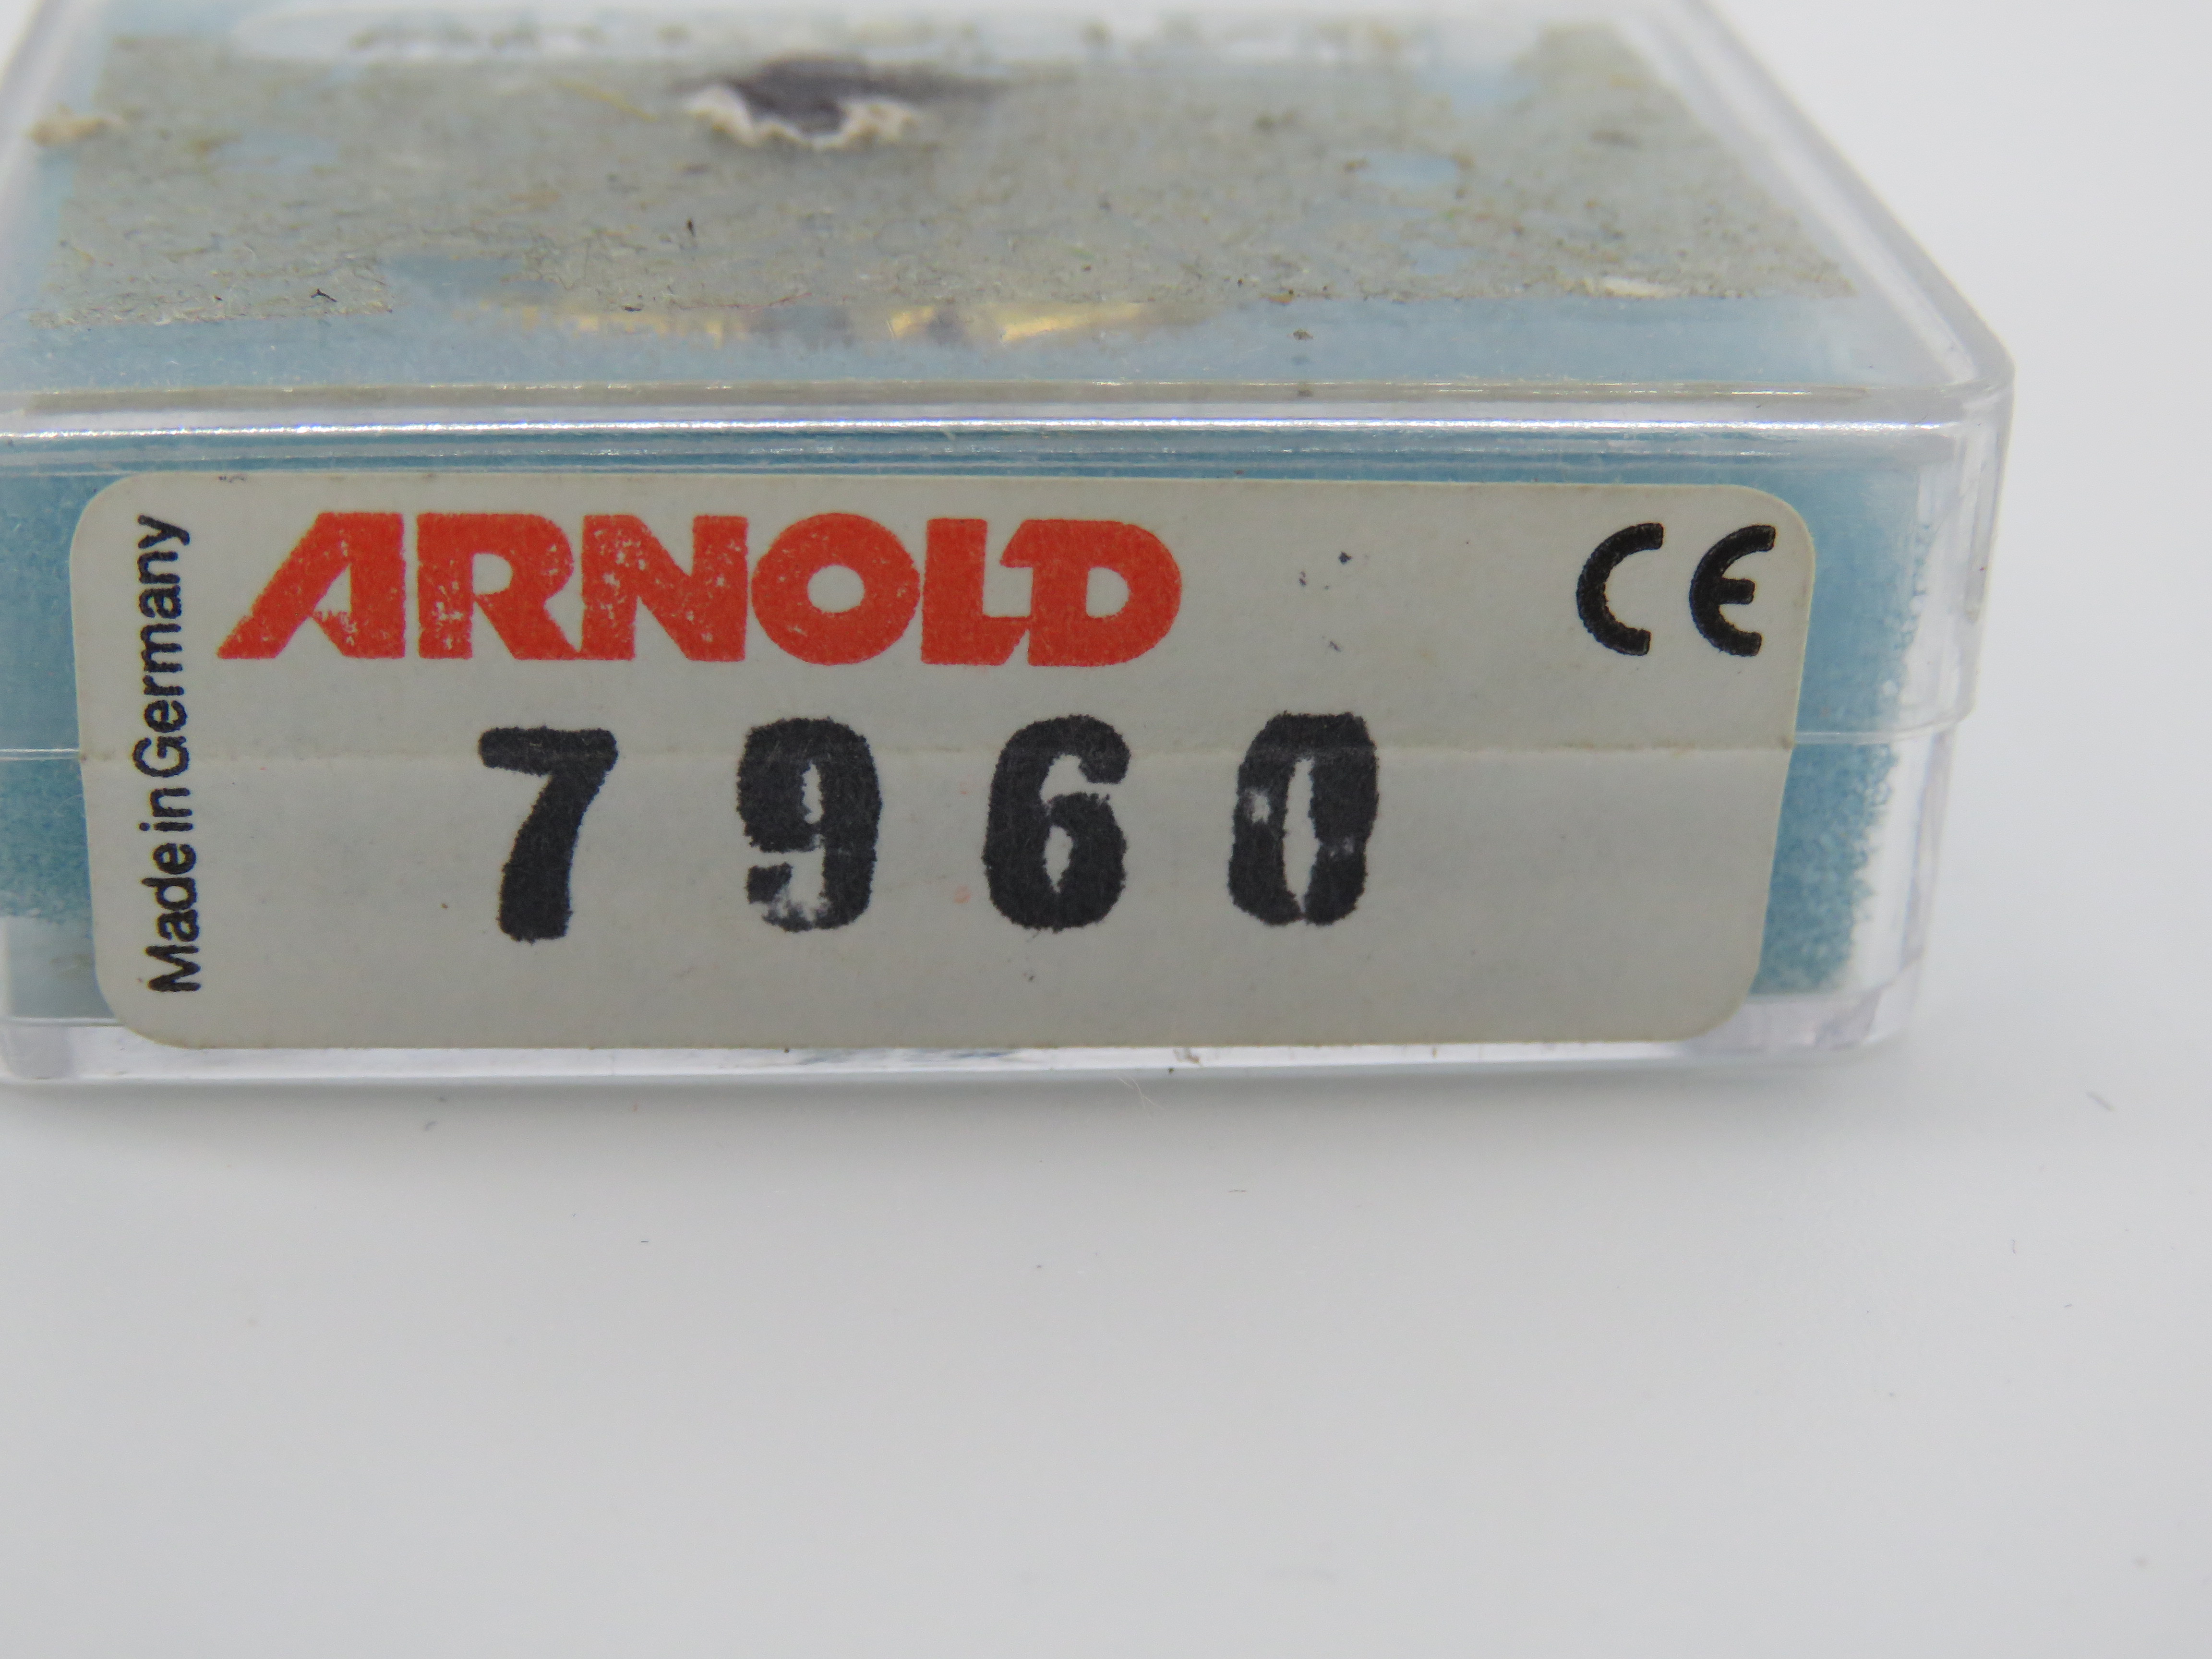 Made in Germany
ARNOLD
CE
7960